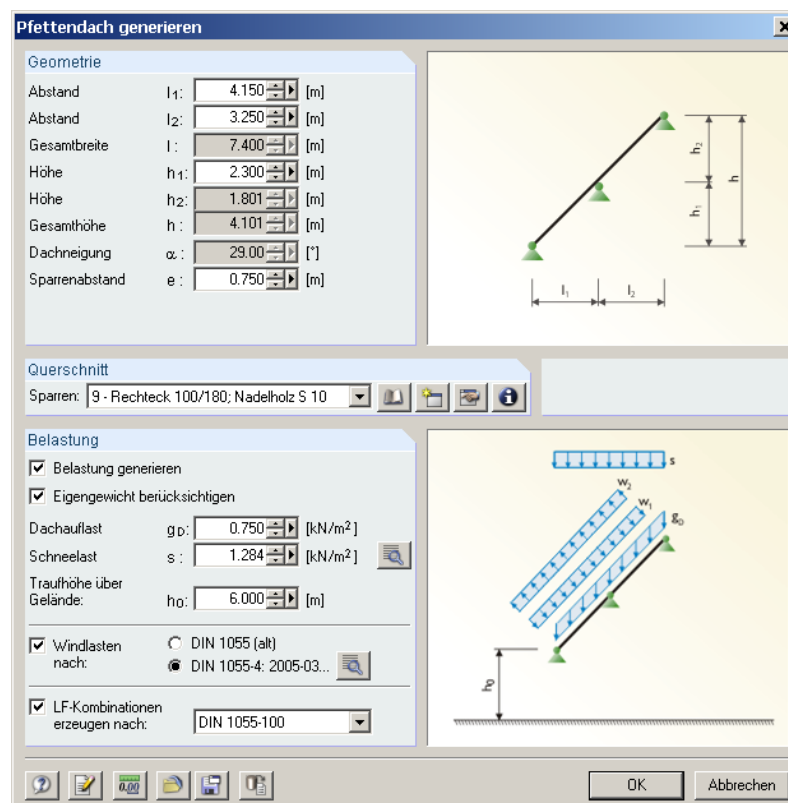 Pfettendach generieren
Geometrie
Abstand l1: 4.150 [m]
Abstand l2: 3.250 [m]
Gesamtbreite l : 7.400 [m]
Höhe h1: 2.300 [m]
Höhe h2: 1.801 [m]
Gesamthöhe h : 4.101 [m]
Dachneigung α : 29.00 [°]
Sparrenabstand e : 0.750 [m]
h2
h
h1
l1 l2
Querschnitt
Sparren: 9 - Rechteck 100/180; Nadelholz S 10
Belastung
Belastung generieren
Eigengewicht berücksichtigen
Dachauflast gD: 0.750 [kN/m²]
Schneelast s : 1.284 [kN/m²]
Traufhöhe über
Gelände: h0: 6.000 [m]
Windlasten
nach:
DIN 1055 (alt)
DIN 1055-4: 2005-03...
LF-Kombinationen
erzeugen nach: DIN 1055-100
s
w2
w1
gD
h0
0.00
OK Abbrechen